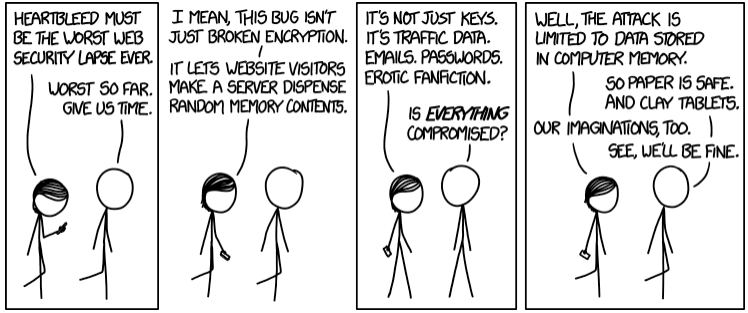 HEARTBLEED MUST
BE THE WORST WEB
SECURITY LAPSE EVER.
WORST SO FAR.
GIVE US TIME.
I MEAN, THIS BUG ISN'T
JUST BROKEN ENCRYPTION.
IT LETS WEBSITE VISITORS
MAKE A SERVER DISPENSE
RANDOM MEMORY CONTENTS.
IT'S NOT JUST KEYS.
IT'S TRAFFIC DATA.
EMAILS. PASSWORDS.
EROTIC FANFICTION.
IS EVERYTHING
COMPROMISED?
WELL, THE ATTACK IS
LIMITED TO DATA STORED
IN COMPUTER MEMORY.
SO PAPER IS SAFE.
AND CLAY TABLETS.
OUR IMAGINATIONS, TOO.
SEE, WE'LL BE FINE.